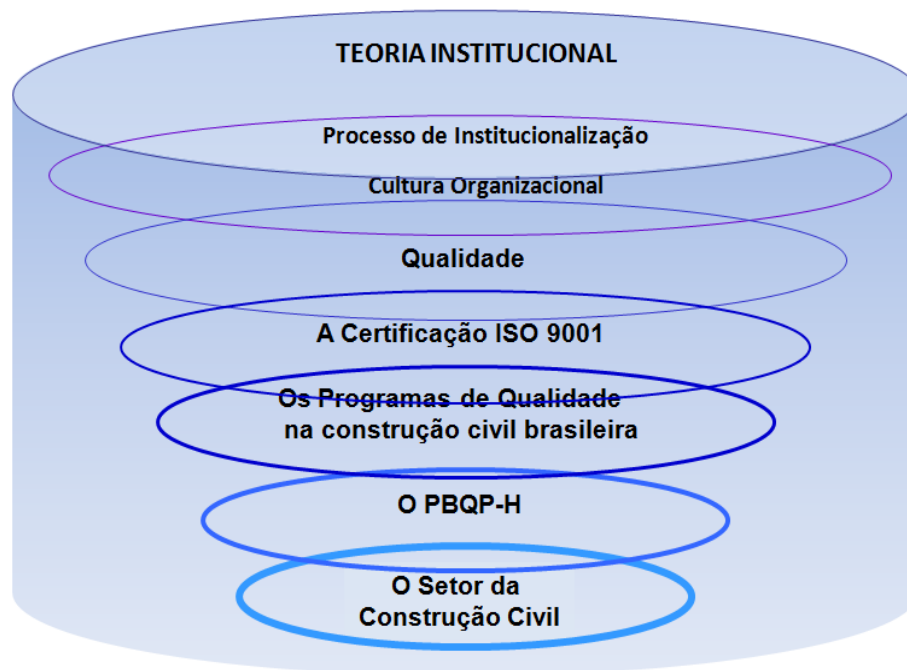 TEORIA INSTITUCIONAL
Processo de Institucionalização
Cultura Organizacional
Qualidade
A Certificação ISO 9001
Os Programas de Qualidade
na construção civil brasileira
O PBQP-H
O Setor da
Construção Civil